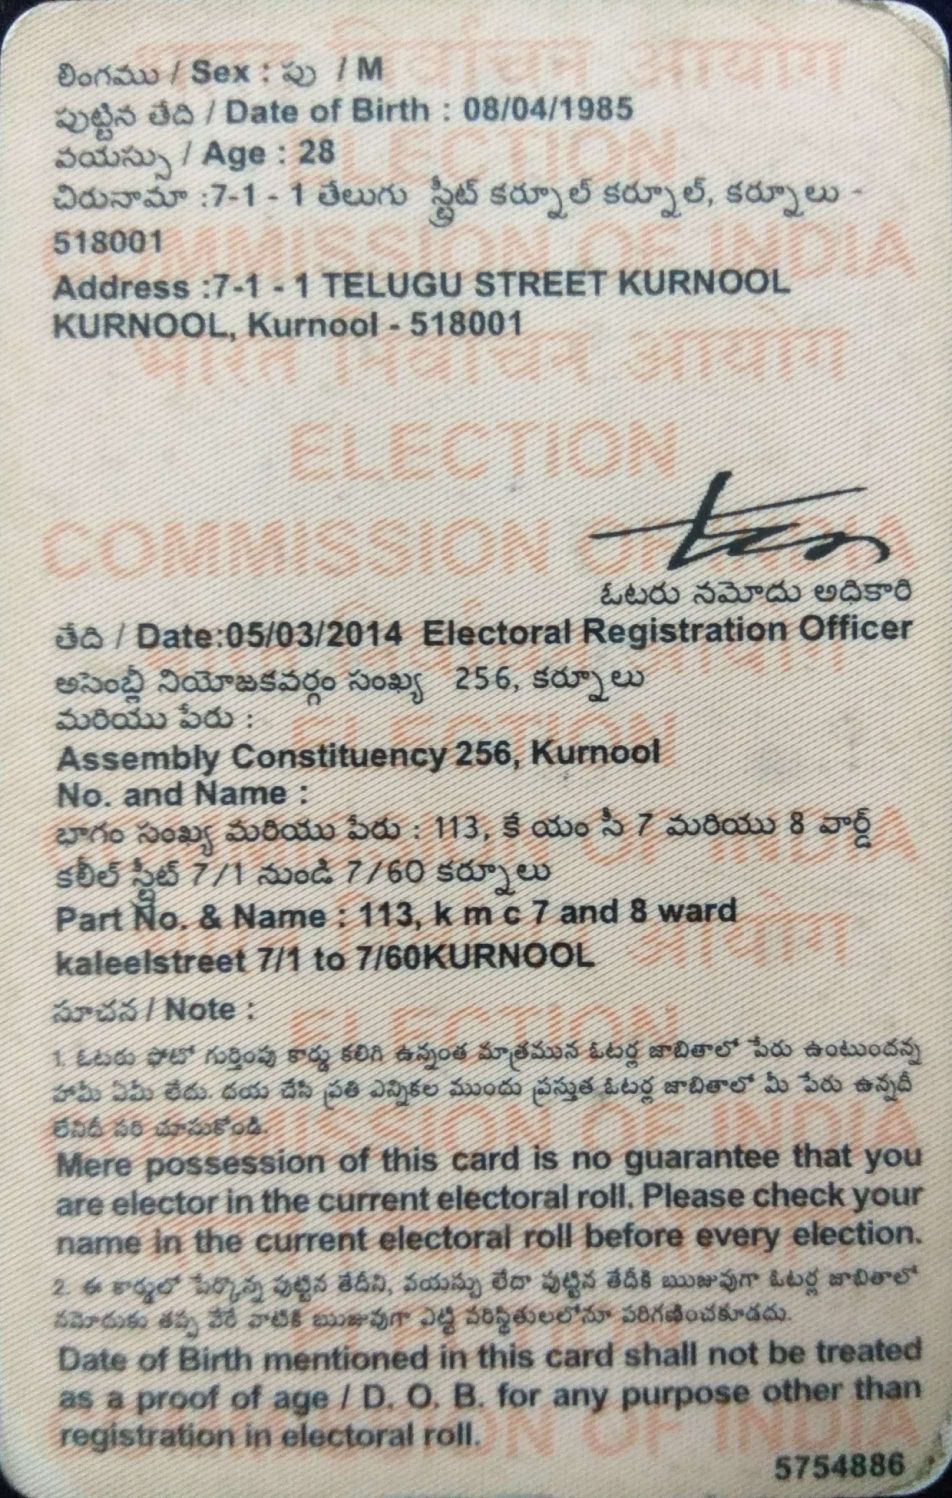 లింగము / Sex : పు / M
పుట్టిన తేది / Date of Birth : 08/04/1985
వయస్సు / Age : 28
చిరునామా :7-1 - 1 తేలుగు స్ట్రీట్ కర్నూల్ కర్నూల్, కర్నూలు -
518001
Address :7-1 - 1 TELUGU STREET KURNOOL
KURNOOL, Kurnool - 518001
ఓటరు నమోదు అధికారి
తేది / Date:05/03/2014 Electoral Registration Officer
అసెంబ్లీ నియోజకవర్గం సంఖ్య 256, కర్నూలు
మరియు పేరు :
Assembly Constituency 256, Kurnool
No. and Name :
భాగం సంఖ్య మరియు పేరు : 113, కే యం సీ 7 మరియు 8 వార్డ్
కలీల్ స్ట్రీట్ 7/1 నుండి 7/60 కర్నూలు
Part No. & Name : 113, k m c 7 and 8 ward
kaleelstreet 7/1 to 7/60KURNOOL
సూచన / Note :
1. ఓటరు ఫోటో గుర్తింపు కార్డు కలిగి ఉన్నంత మాత్రమున ఓటర్ల జాబితాలో పేరు ఉంటుందన్న
హామీ ఏమీ లేదు. దయ చేసి ప్రతి ఎన్నికల ముందు ప్రస్తుత ఓటర్ల జాబితాలో మీ పేరు ఉన్నదీ
లేనిదీ సరి చూసుకోండి.
Mere possession of this card is no guarantee that you
are elector in the current electoral roll. Please check your
name in the current electoral roll before every election.
2. ఈ కార్డులో పేర్కొన్న పుట్టిన తేదీని, వయస్సు లేదా పుట్టిన తేదీకి ఋజువుగా ఓటర్ల జాబితాలో
నమోదుకు తప్ప వేరే వాటికి ఋజువుగా ఎట్టి పరిస్థితులలోనూ పరిగణించకూడదు.
Date of Birth mentioned in this card shall not be treated
as a proof of age / D. O. B. for any purpose other than
registration in electoral roll.
5754886